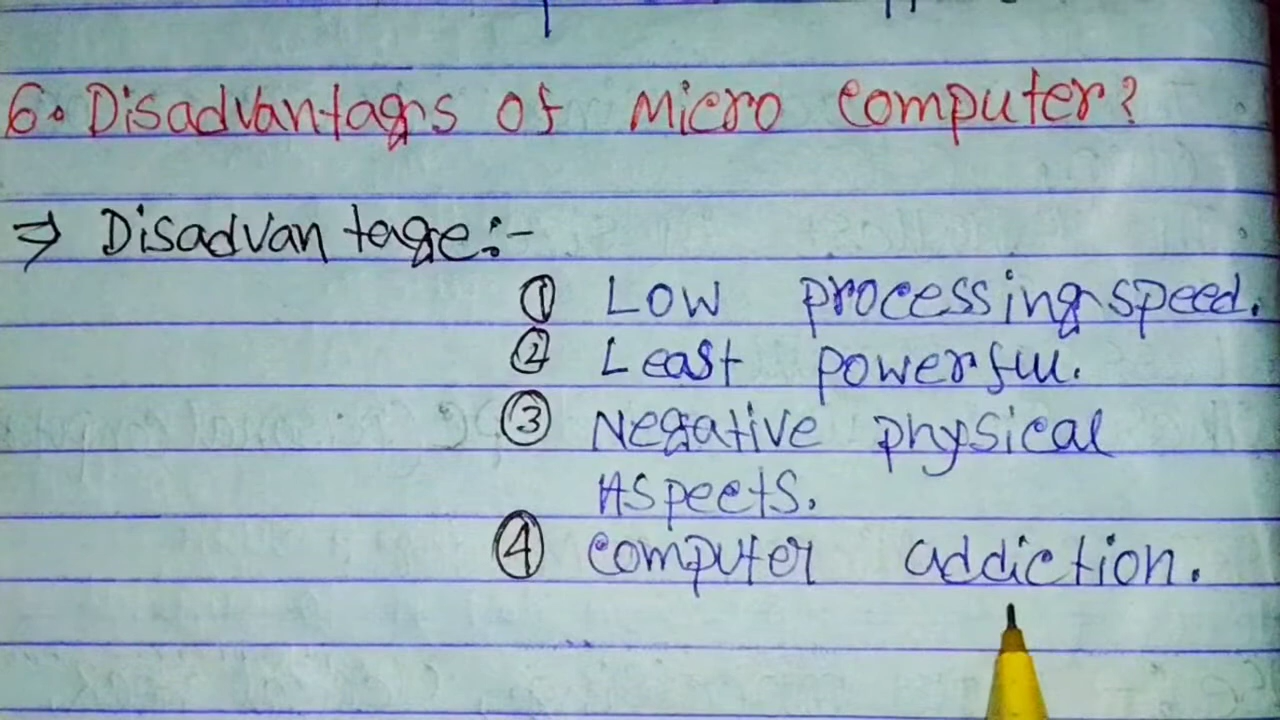 6. Disadvantags of micro computer?
⇒ Disadvantage:-
① Low processing speed.
② Least powerful.
③ Negative physical
Aspects.
④ computer addiction.